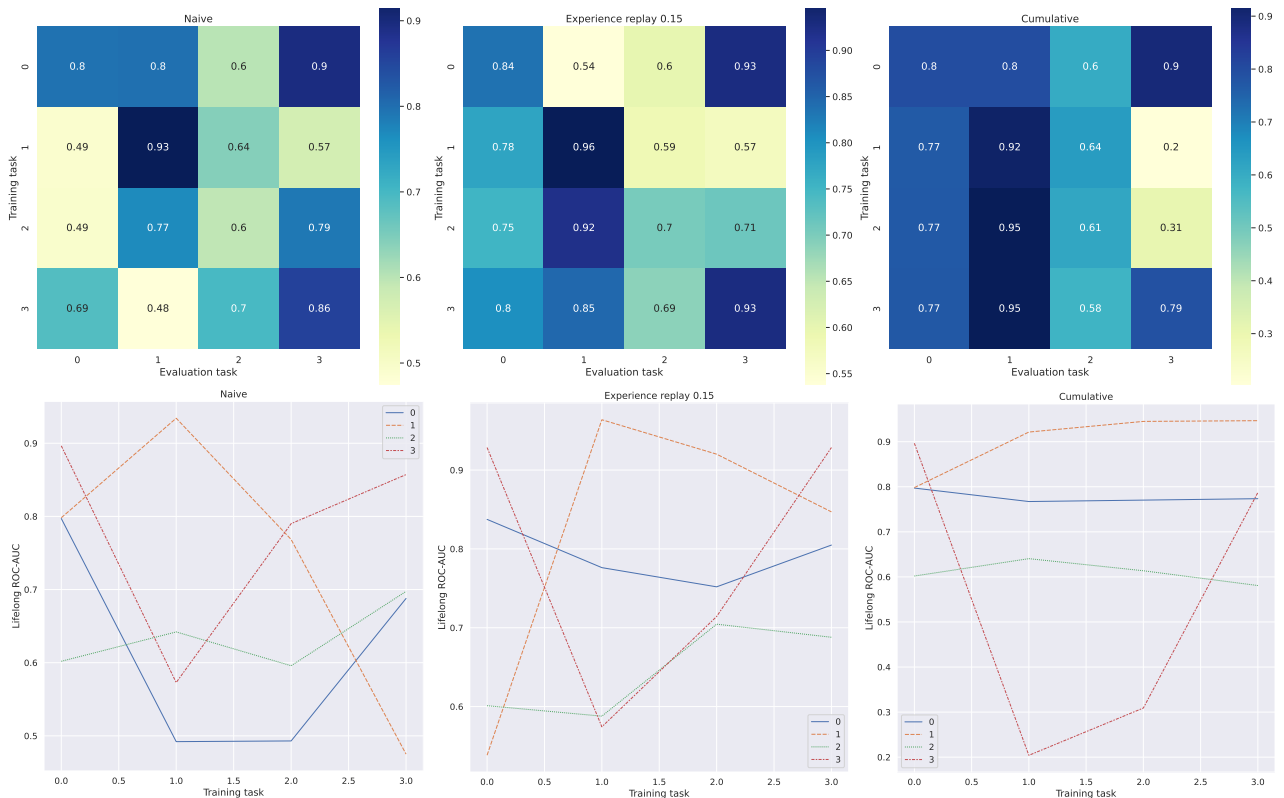 Naive
0.8 0.8 0.6 0.9
0.49 0.93 0.64 0.57
0.49 0.77 0.6 0.79
0.69 0.48 0.7 0.86
0 1 2 3
Evaluation task
0 1 2 3
Training task
0.9
0.8
0.7
0.6
0.5
Experience replay 0.15
0.84 0.54 0.6 0.93
0.78 0.96 0.59 0.57
0.75 0.92 0.7 0.71
0.8 0.85 0.69 0.93
0 1 2 3
Evaluation task
0 1 2 3
Training task
0.90
0.85
0.80
0.75
0.70
0.65
0.60
0.55
Cumulative
0.8 0.8 0.6 0.9
0.77 0.92 0.64 0.2
0.77 0.95 0.61 0.31
0.77 0.95 0.58 0.79
0 1 2 3
Evaluation task
0 1 2 3
Training task
0.9
0.8
0.7
0.6
0.5
0.4
0.3
Naive
0
1
2
3
0.9
0.8
0.7
0.6
0.5
Lifelong ROC-AUC
0.0 0.5 1.0 1.5 2.0 2.5 3.0
Training task
Experience replay 0.15
0.9
0.8
0.7
0.6
Lifelong ROC-AUC
0
1
2
3
0.0 0.5 1.0 1.5 2.0 2.5 3.0
Training task
Cumulative
0.9
0.8
0.7
0.6
0.5
0.4
0.3
0.2
Lifelong ROC-AUC
0
1
2
3
0.0 0.5 1.0 1.5 2.0 2.5 3.0
Training task